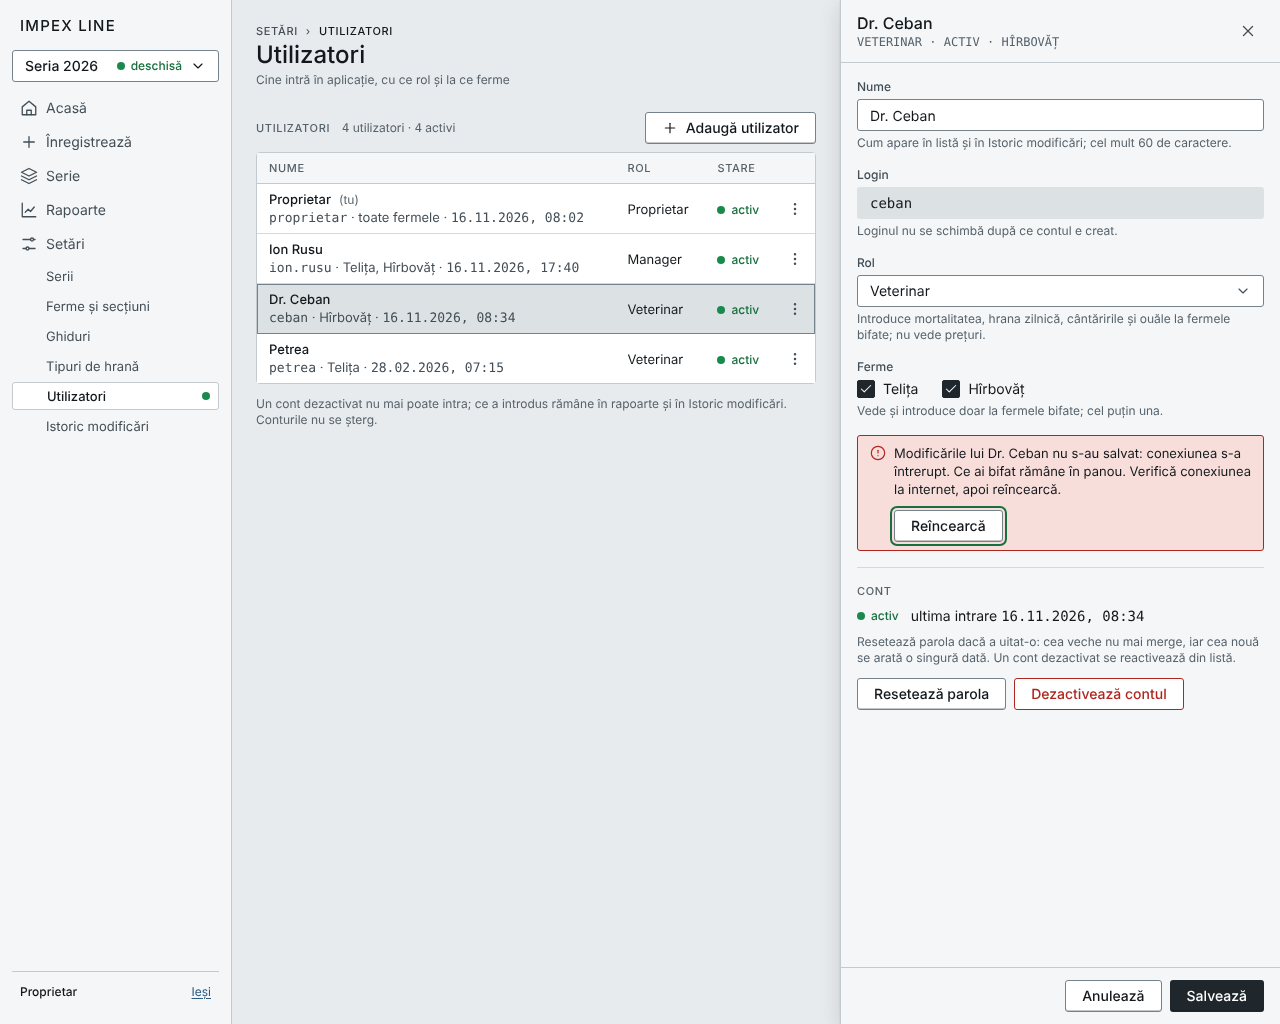 IMPEX LINE
Seria 2026 deschisă
Acasă
Înregistrează
Serie
Rapoarte
Setări
Serii
Ferme și secțiuni
Ghiduri
Tipuri de hrană
Utilizatori
Istoric modificări
Proprietar Ieși
SETĂRI › UTILIZATORI
Utilizatori
Cine intră în aplicație, cu ce rol și la ce ferme
UTILIZATORI 4 utilizatori · 4 activi
Adaugă utilizator
NUME ROL STARE
Proprietar (tu)
proprietar · toate fermele · 16.11.2026, 08:02
Proprietar activ
Ion Rusu
ion.rusu · Telița, Hîrbovăț · 16.11.2026, 17:40
Manager activ
Dr. Ceban
ceban · Hîrbovăț · 16.11.2026, 08:34
Veterinar activ
Petrea
petrea · Telița · 28.02.2026, 07:15
Veterinar activ
Un cont dezactivat nu mai poate intra; ce a introdus rămâne în rapoarte și în Istoric modificări.
Conturile nu se șterg.
Dr. Ceban
VETERINAR · ACTIV · HÎRBOVĂȚ
Nume
Dr. Ceban
Cum apare în listă și în Istoric modificări; cel mult 60 de caractere.
Login
ceban
Loginul nu se schimbă după ce contul e creat.
Rol
Veterinar
Introduce mortalitatea, hrana zilnică, cântăririle și ouăle la fermele
bifate; nu vede prețuri.
Ferme
Telița Hîrbovăț
Vede și introduce doar la fermele bifate; cel puțin una.
Modificările lui Dr. Ceban nu s-au salvat: conexiunea s-a
întrerupt. Ce ai bifat rămâne în panou. Verifică conexiunea
la internet, apoi reîncearcă.
Reîncearcă
CONT
activ ultima intrare 16.11.2026, 08:34
Resetează parola dacă a uitat-o: cea veche nu mai merge, iar cea nouă
se arată o singură dată. Un cont dezactivat se reactivează din listă.
Resetează parola Dezactivează contul
Anulează Salvează